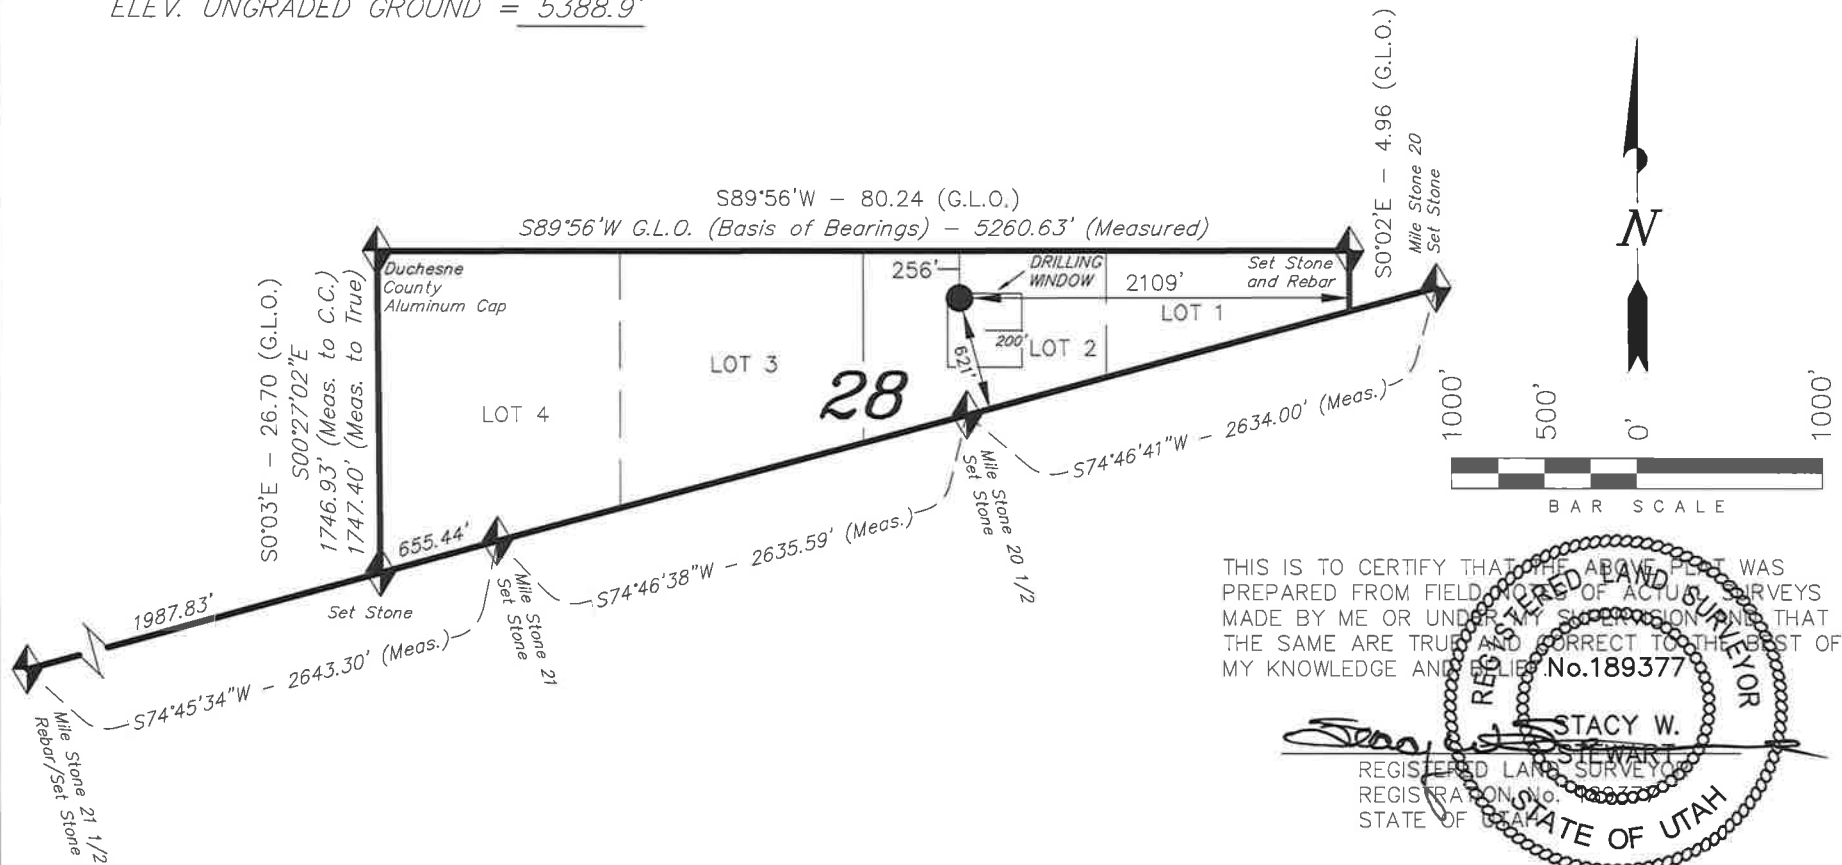 ELEV. UNGRADED GROUND = 5388.9'
S89°56'W – 80.24 (G.L.O.)
S89°56'W G.L.O. (Basis of Bearings) – 5260.63' (Measured)
S0°02'E – 4.96 (G.L.O.)
Mile Stone 20
Set Stone
N
Duchesne
County
Aluminum Cap
256'
DRILLING
WINDOW
2109'
Set Stone
and Rebar
LOT 1
200'
LOT 2
621'
LOT 3
28
LOT 4
S0°03'E – 26.70 (G.L.O.)
S00°27'02"E
1746.93' (Meas. to C.C.)
1747.40' (Meas. to True)
655.44'
1987.83'
Set Stone
S74°46'41"W – 2634.00' (Meas.)
Mile Stone 20 1/2
Set Stone
S74°46'38"W – 2635.59' (Meas.)
Mile Stone 21
Set Stone
S74°45'34"W – 2643.30' (Meas.)
Mile Stone 21 1/2
Rebar/Set Stone
1000'
500'
0'
1000'
BAR SCALE
THIS IS TO CERTIFY THAT THE ABOVE PLAT WAS
PREPARED FROM FIELD NOTES OF ACTUAL SURVEYS
MADE BY ME OR UNDER MY SUPERVISION AND THAT
THE SAME ARE TRUE AND CORRECT TO THE BEST OF
MY KNOWLEDGE AND BELIEF.
REGISTERED LAND SURVEYOR
No.189377
STACY W.
STEWART
STATE OF UTAH
REGISTERED LAND SURVEYOR
REGISTRATION No. 189377
STATE OF UTAH